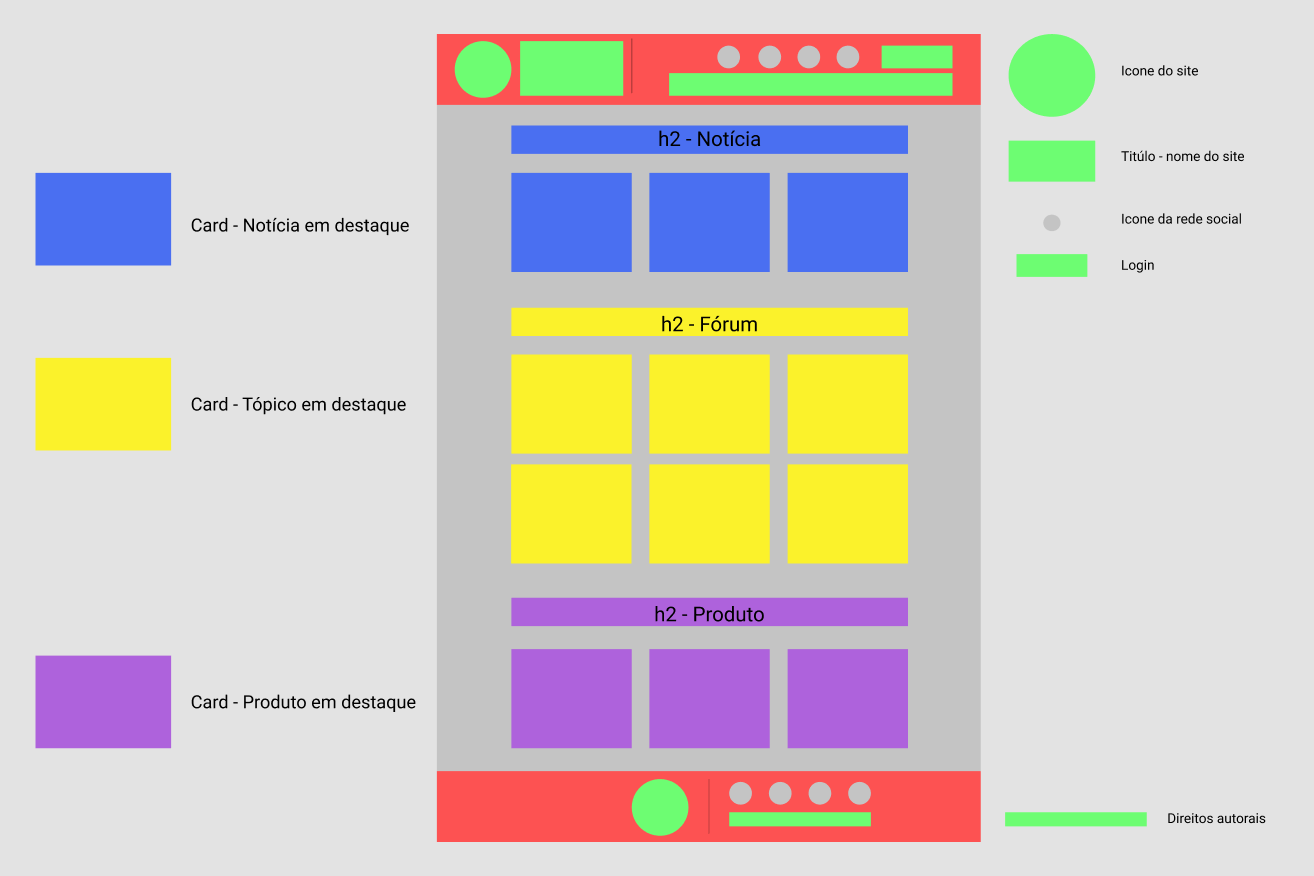 Icone do site
h2 - Notícia
Titúlo - nome do site
Card - Notícia em destaque
Icone da rede social
Login
h2 - Fórum
Card - Tópico em destaque
h2 - Produto
Card - Produto em destaque
Direitos autorais